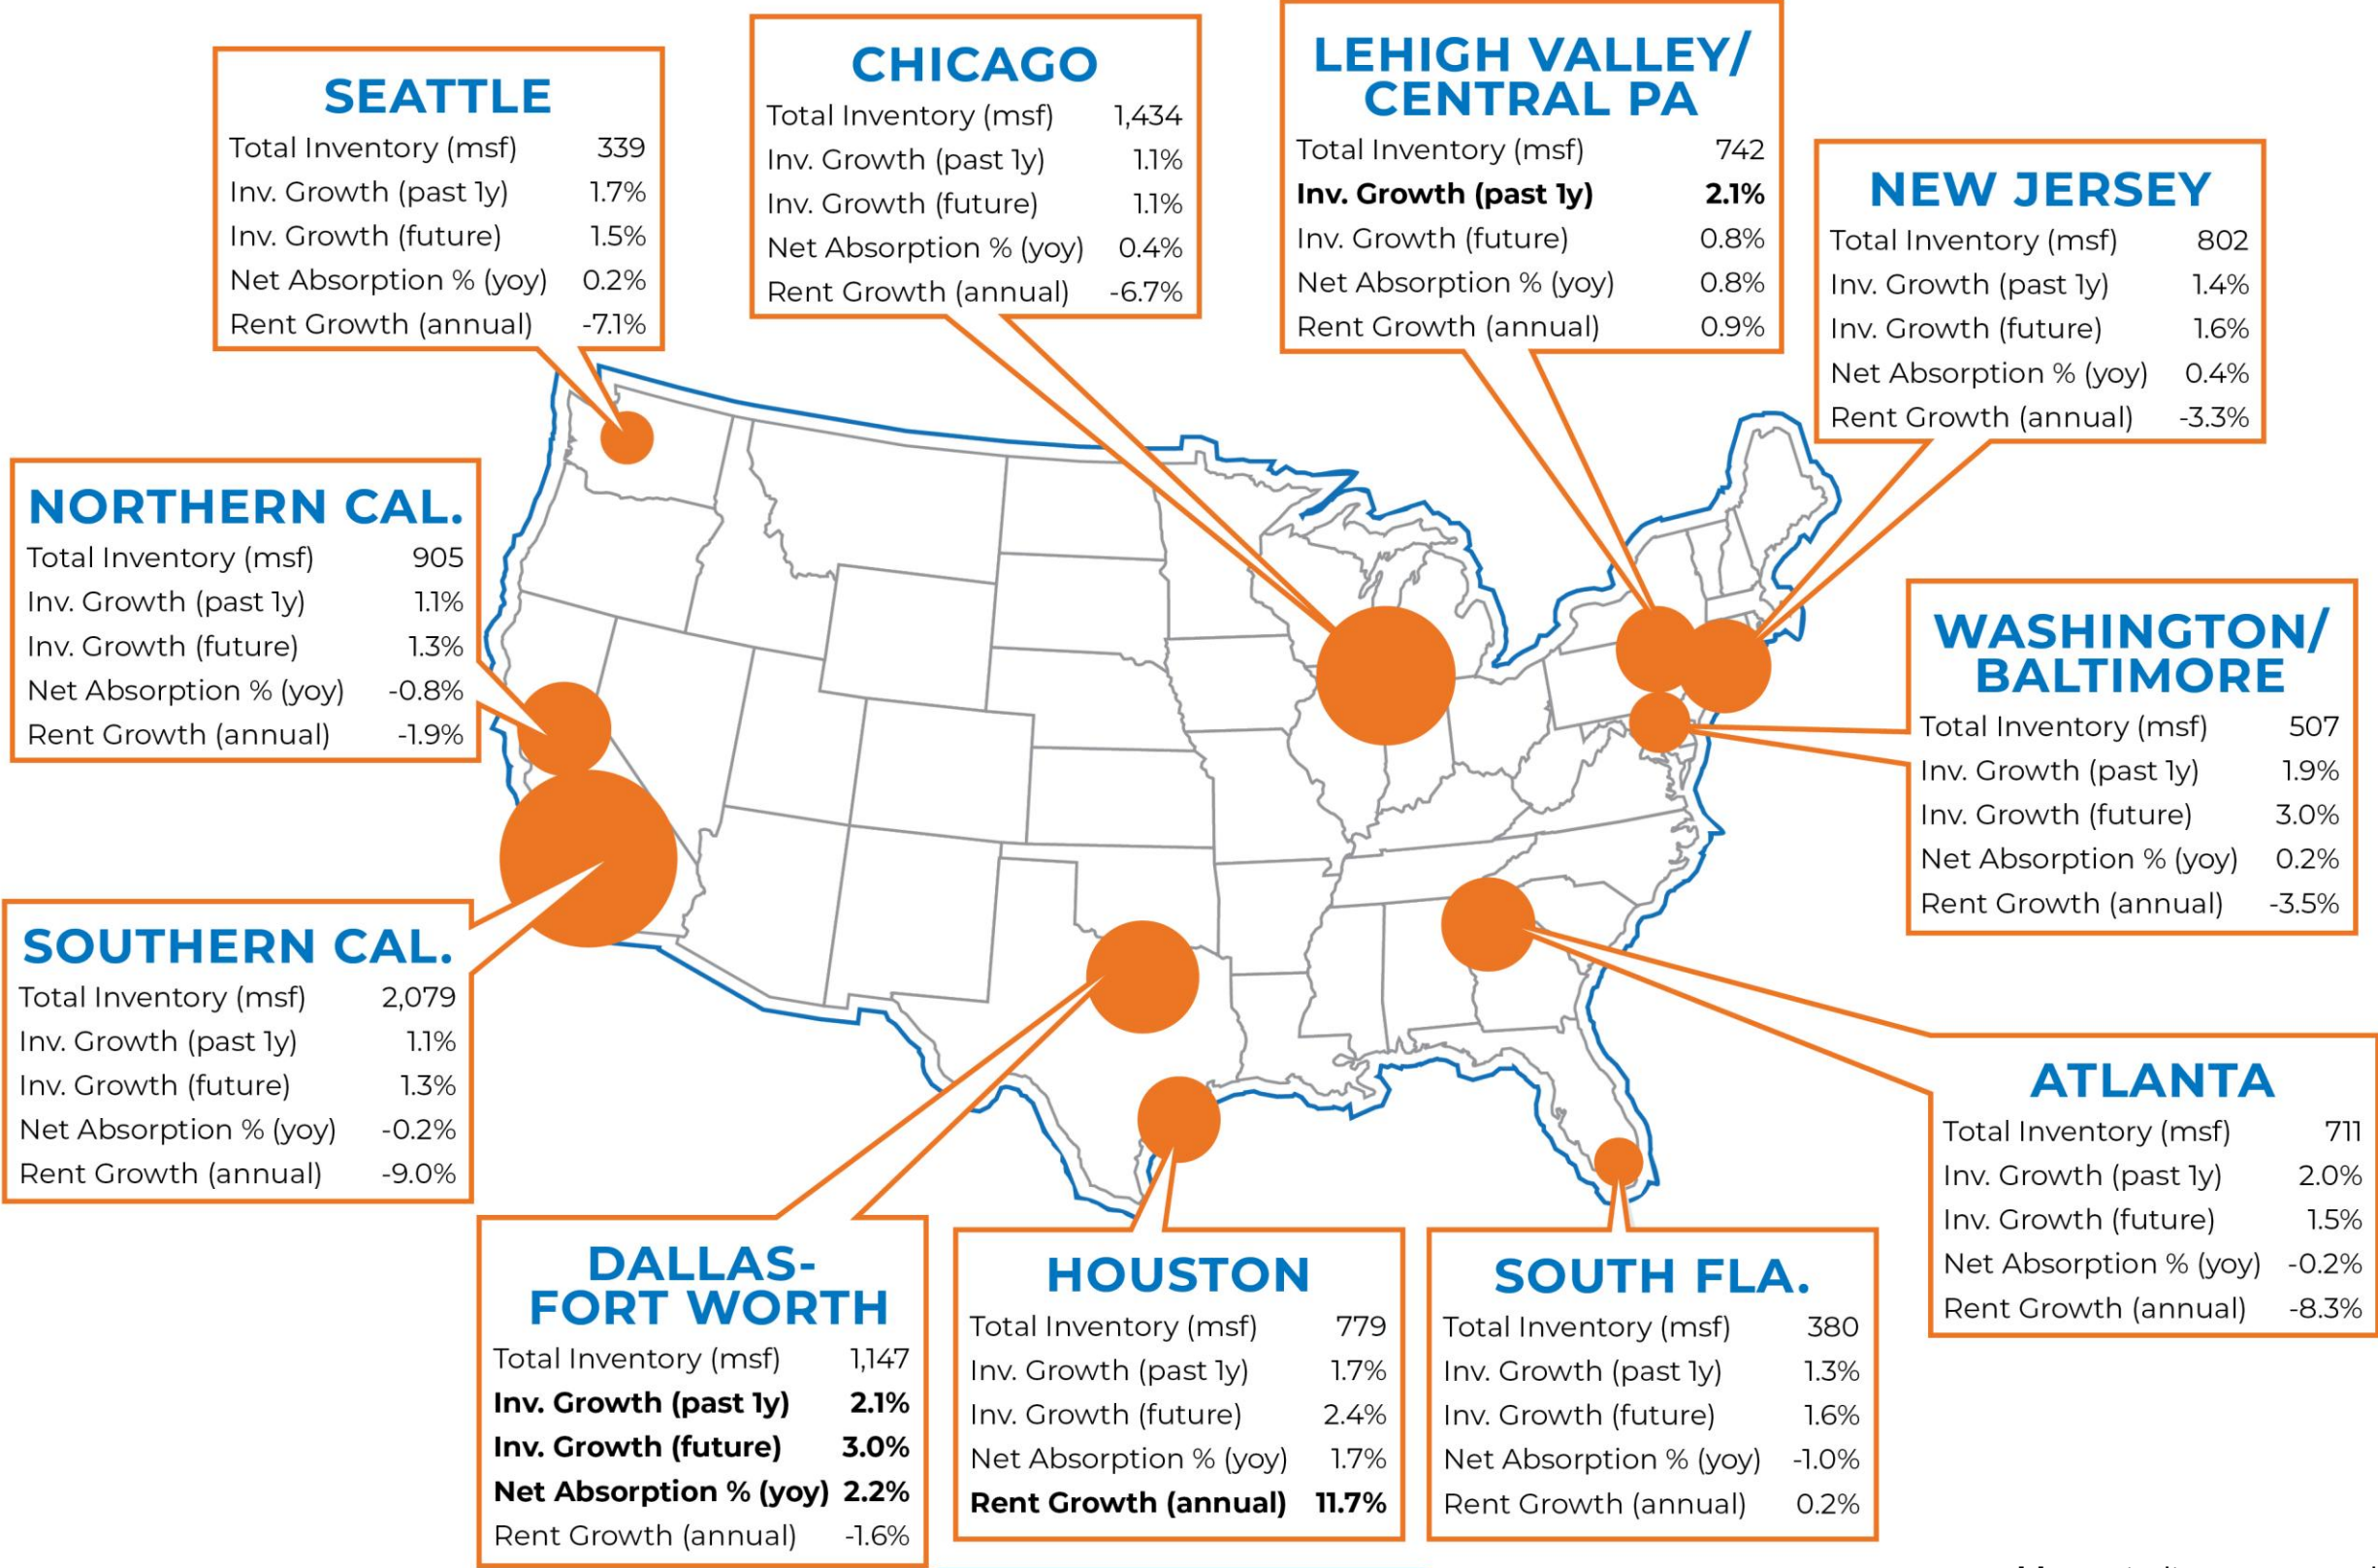 SEATTLE
Total Inventory (msf) 339
Inv. Growth (past 1y) 1.7%
Inv. Growth (future) 1.5%
Net Absorption % (yoy) 0.2%
Rent Growth (annual) -7.1%
CHICAGO
Total Inventory (msf) 1,434
Inv. Growth (past 1y) 1.1%
Inv. Growth (future) 1.1%
Net Absorption % (yoy) 0.4%
Rent Growth (annual) -6.7%
LEHIGH VALLEY/
CENTRAL PA
Total Inventory (msf) 742
Inv. Growth (past 1y) 2.1%
Inv. Growth (future) 0.8%
Net Absorption % (yoy) 0.8%
Rent Growth (annual) 0.9%
NEW JERSEY
Total Inventory (msf) 802
Inv. Growth (past 1y) 1.4%
Inv. Growth (future) 1.6%
Net Absorption % (yoy) 0.4%
Rent Growth (annual) -3.3%
NORTHERN CAL.
Total Inventory (msf) 905
Inv. Growth (past 1y) 1.1%
Inv. Growth (future) 1.3%
Net Absorption % (yoy) -0.8%
Rent Growth (annual) -1.9%
WASHINGTON/
BALTIMORE
Total Inventory (msf) 507
Inv. Growth (past 1y) 1.9%
Inv. Growth (future) 3.0%
Net Absorption % (yoy) 0.2%
Rent Growth (annual) -3.5%
SOUTHERN CAL.
Total Inventory (msf) 2,079
Inv. Growth (past 1y) 1.1%
Inv. Growth (future) 1.3%
Net Absorption % (yoy) -0.2%
Rent Growth (annual) -9.0%
ATLANTA
Total Inventory (msf) 711
Inv. Growth (past 1y) 2.0%
Inv. Growth (future) 1.5%
Net Absorption % (yoy) -0.2%
Rent Growth (annual) -8.3%
DALLAS-
FORT WORTH
Total Inventory (msf) 1,147
Inv. Growth (past 1y) 2.1%
Inv. Growth (future) 3.0%
Net Absorption % (yoy) 2.2%
Rent Growth (annual) -1.6%
HOUSTON
Total Inventory (msf) 779
Inv. Growth (past 1y) 1.7%
Inv. Growth (future) 2.4%
Net Absorption % (yoy) 1.7%
Rent Growth (annual) 11.7%
SOUTH FLA.
Total Inventory (msf) 380
Inv. Growth (past 1y) 1.3%
Inv. Growth (future) 1.6%
Net Absorption % (yoy) -1.0%
Rent Growth (annual) 0.2%